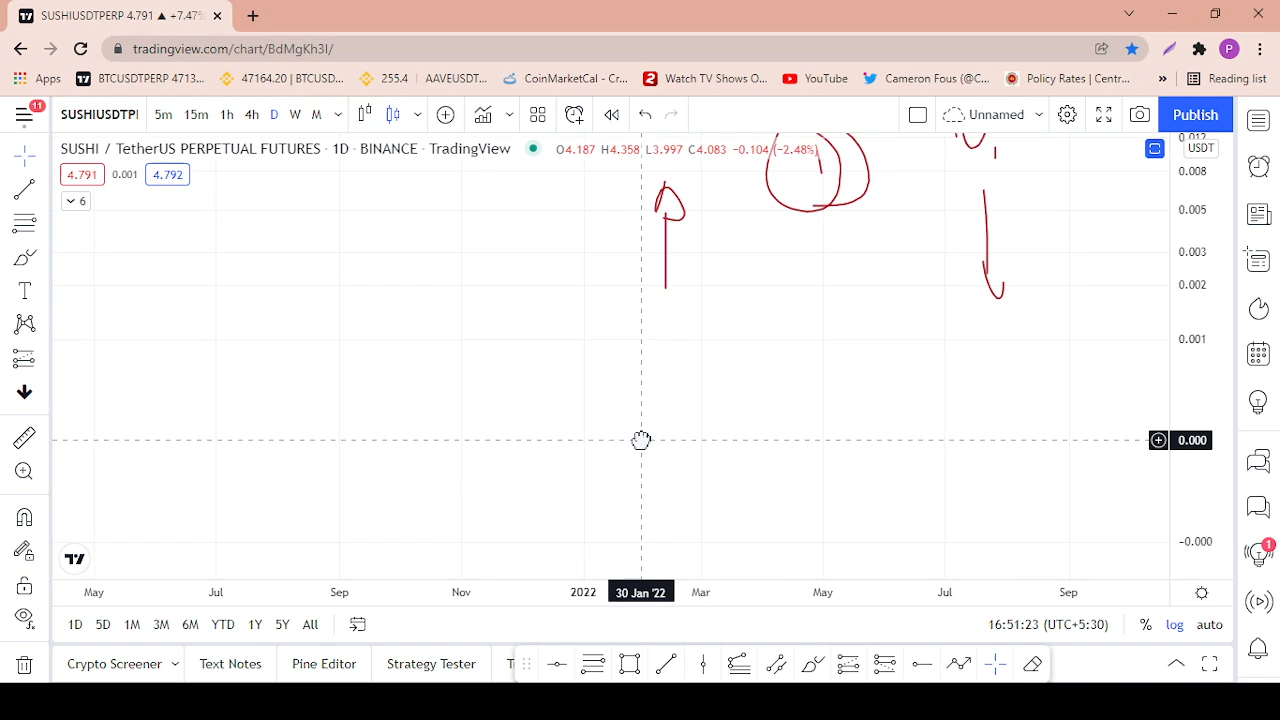 SUSHIUSDTPERP 4.791 ▲ +7.47%
tradingview.com/chart/BdMgKh3I/
Apps BTCUSDTPERP 4713... 47164.20 | BTCUSD... 255.4 AAVEUSDT... CoinMarketCal - Cr... Watch TV Shows O... YouTube Cameron Fous (@C... Policy Rates | Centr... » Reading list
11 SUSHIUSDTPI 5m 15m 1h 4h D W M Unnamed Publish
SUSHI / TetherUS PERPETUAL FUTURES · 1D · BINANCE · TradingView O4.187 H4.358 L3.997 C4.083 −0.104 (−2.48%) USDT
4.791 0.001 4.792
6
0.012
0.008
0.005
0.003
0.002
0.001
0.000
−0.000
1
May Jul Sep Nov 2022 30 Jan '22 Mar May Jul Sep
1D 5D 1M 3M 6M YTD 1Y 5Y All 16:51:23 (UTC+5:30) % log auto
Crypto Screener Text Notes Pine Editor Strategy Tester